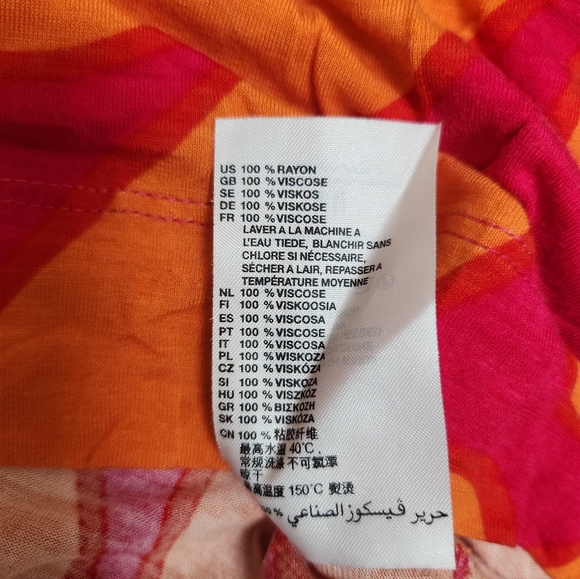 US 100 % RAYON
GB 100 % VISCOSE
SE 100 % VISKOS
DE 100 % VISKOSE
FR 100 % VISCOSE
LAVER A LA MACHINE A
L'EAU TIEDE, BLANCHIR SANS
CHLORE SI NÉCESSAIRE,
SÉCHER A LAIR, REPASSER A
TEMPÉRATURE MOYENNE
NL 100 % VISCOSE
FI 100 % VISKOOSIA
ES 100 % VISCOSA
PT 100 % VISCOSE
IT 100 % VISCOSA
PL 100 % WISKOZA
CZ 100 % VISKÓZA
SI 100 % VISKOZA
HU 100 % VISZKÓZ
GR 100 % ΒΙΣΚΟΖΗ
SK 100 % VISKÓZA
CN 100 % 粘胶纤维
最高水温 40℃,
常规洗涤不可氯漂
晾干
最高温度 150℃ 熨烫
% حرير ڤيسكوز الصناعي